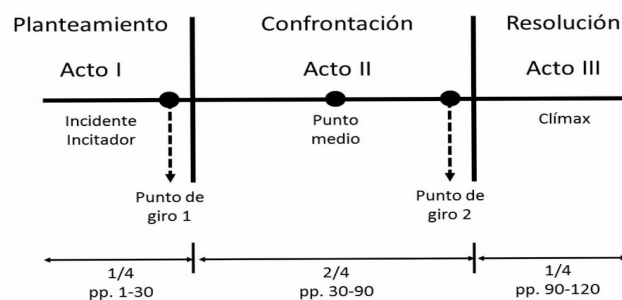 Planteamiento
Confrontación
Resolución
Acto I
Acto II
Acto III
Incidente
Incitador
Punto
medio
Clímax
Punto de
giro 1
Punto de
giro 2
1/4
pp. 1-30
2/4
pp. 30-90
1/4
pp. 90-120